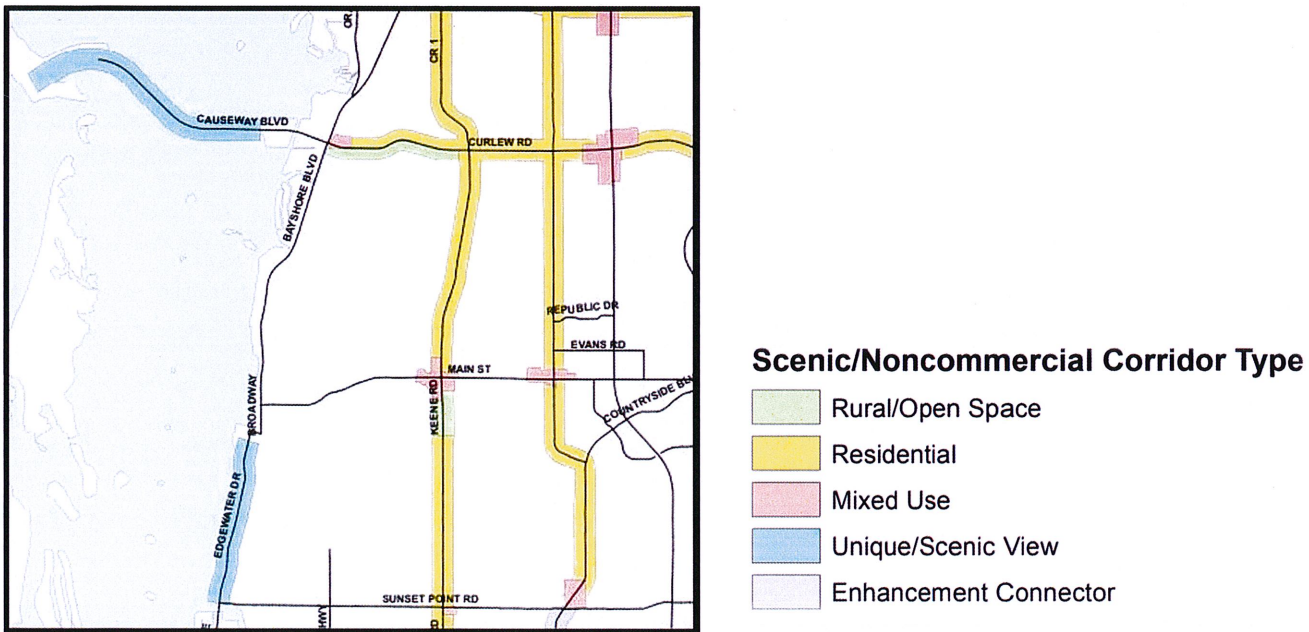 OR
CR 1
CAUSEWAY BLVD
CURLEW RD
BAYSHORE BLVD
REPUBLIC DR
EVANS RD
MAIN ST
COUNTRYSIDE BL
BROADWAY
KEENE RD
EDGEWATER DR
SUNSET POINT RD
HWY
Scenic/Noncommercial Corridor Type
Rural/Open Space
Residential
Mixed Use
Unique/Scenic View
Enhancement Connector